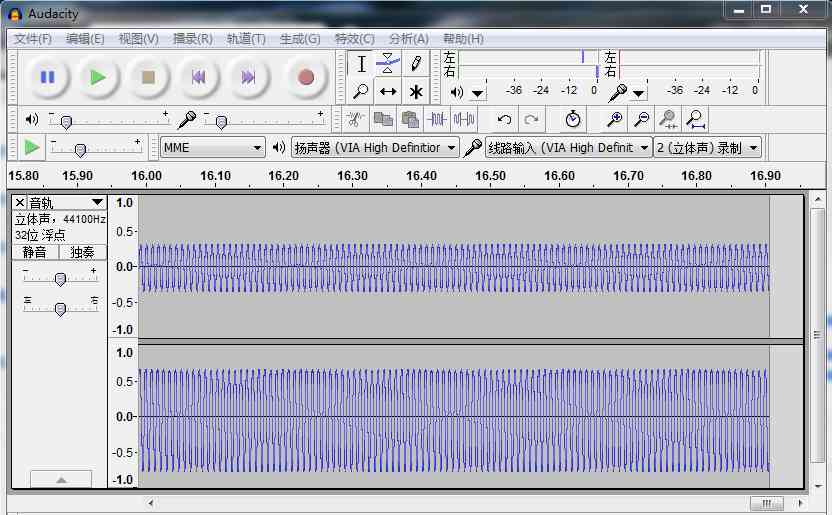 Audacity
文件(F) 编辑(E) 视图(V) 播录(R) 轨道(T) 生成(G) 特效(C) 分析(A) 帮助(H)
左 左
右 -36 -24 -12 0 右 -36 -24 -12 0
MME 扬声器 (VIA High Definitior 线路输入 (VIA High Definit 2 (立体声) 录制
15.80 15.90 16.00 16.10 16.20 16.30 16.40 16.50 16.60 16.70 16.80 16.90
音轨 1.0
立体声，44100Hz
32位 浮点 0.5
静音 独奏
- + 0.0
左 右 -0.5
-1.0
1.0
0.5
0.0
-0.5
-1.0